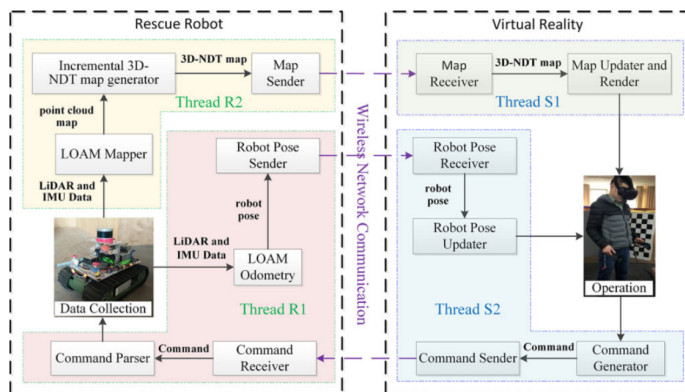 Rescue Robot
Virtual Reality
Incremental 3D-
NDT map generator
3D-NDT map
Map
Sender
Thread R2
point cloud
map
LOAM Mapper
LiDAR and
IMU Data
Data Collection
Robot Pose
Sender
robot
pose
LiDAR and
IMU Data
LOAM
Odometry
Thread R1
Command Parser
Command
Command
Receiver
Wireless Network Communication
Map
Receiver
3D-NDT map
Map Updater and
Render
Thread S1
Robot Pose
Receiver
robot
pose
Robot Pose
Updater
Operation
Thread S2
Command Sender
Command
Command
Generator